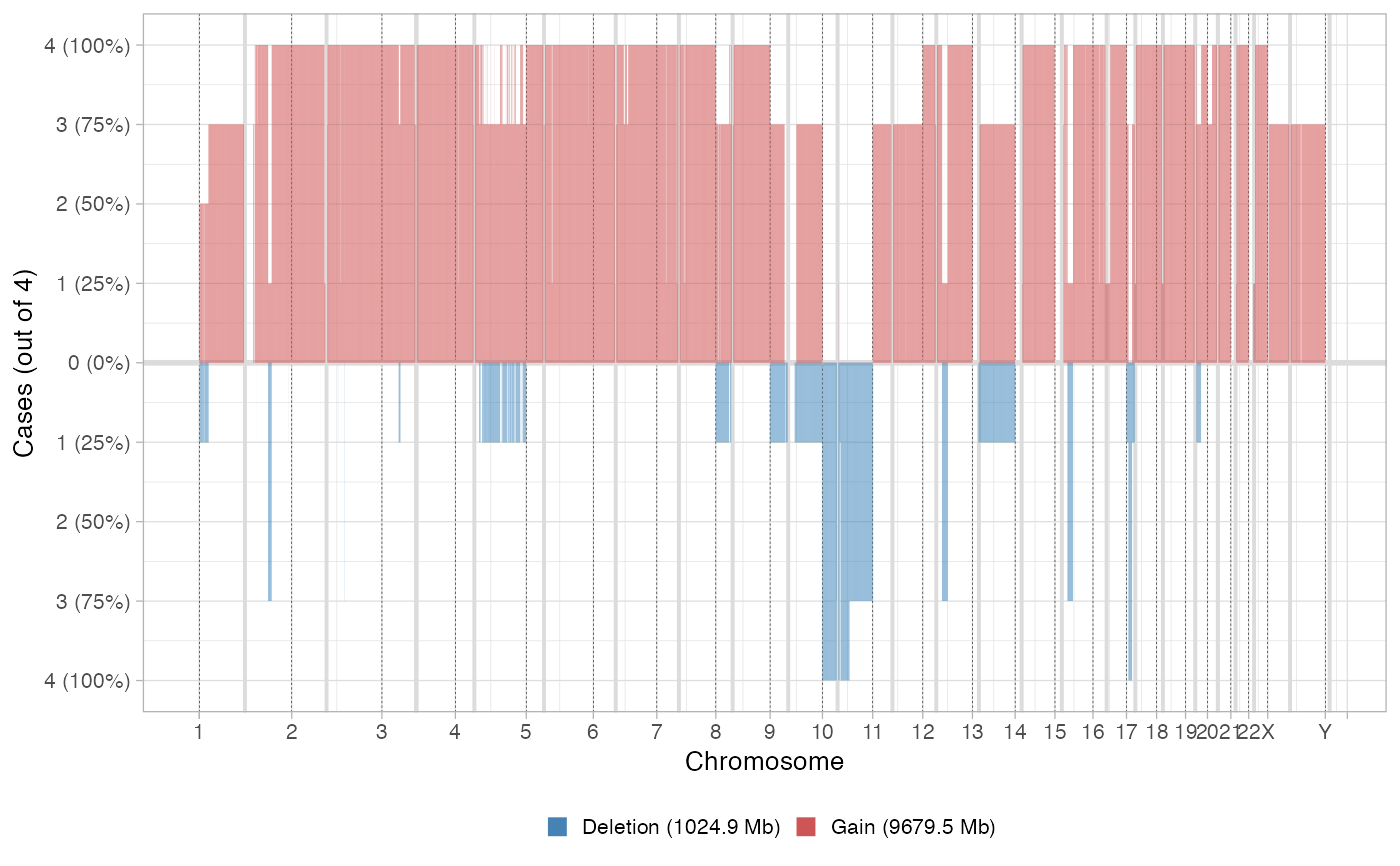 4 (100%)
3 (75%)
2 (50%)
1 (25%)
0 (0%)
1 (25%)
2 (50%)
3 (75%)
4 (100%)
Cases (out of 4)
1 2 3 4 5 6 7 8 9 10 11 12 13 14 15 16 17 18 19 20 21 22 X Y
Chromosome
Deletion (1024.9 Mb) Gain (9679.5 Mb)